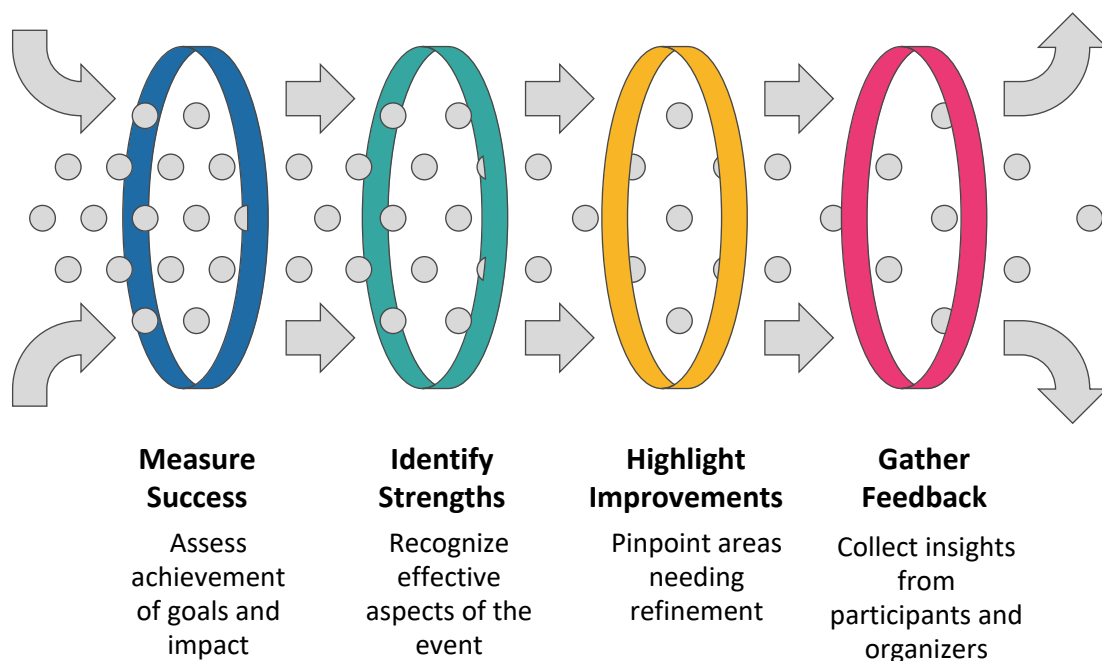 Measure
Success
Assess
achievement
of goals and
impact
Identify
Strengths
Recognize
effective
aspects of the
event
Highlight
Improvements
Pinpoint areas
needing
refinement
Gather
Feedback
Collect insights
from
participants and
organizers